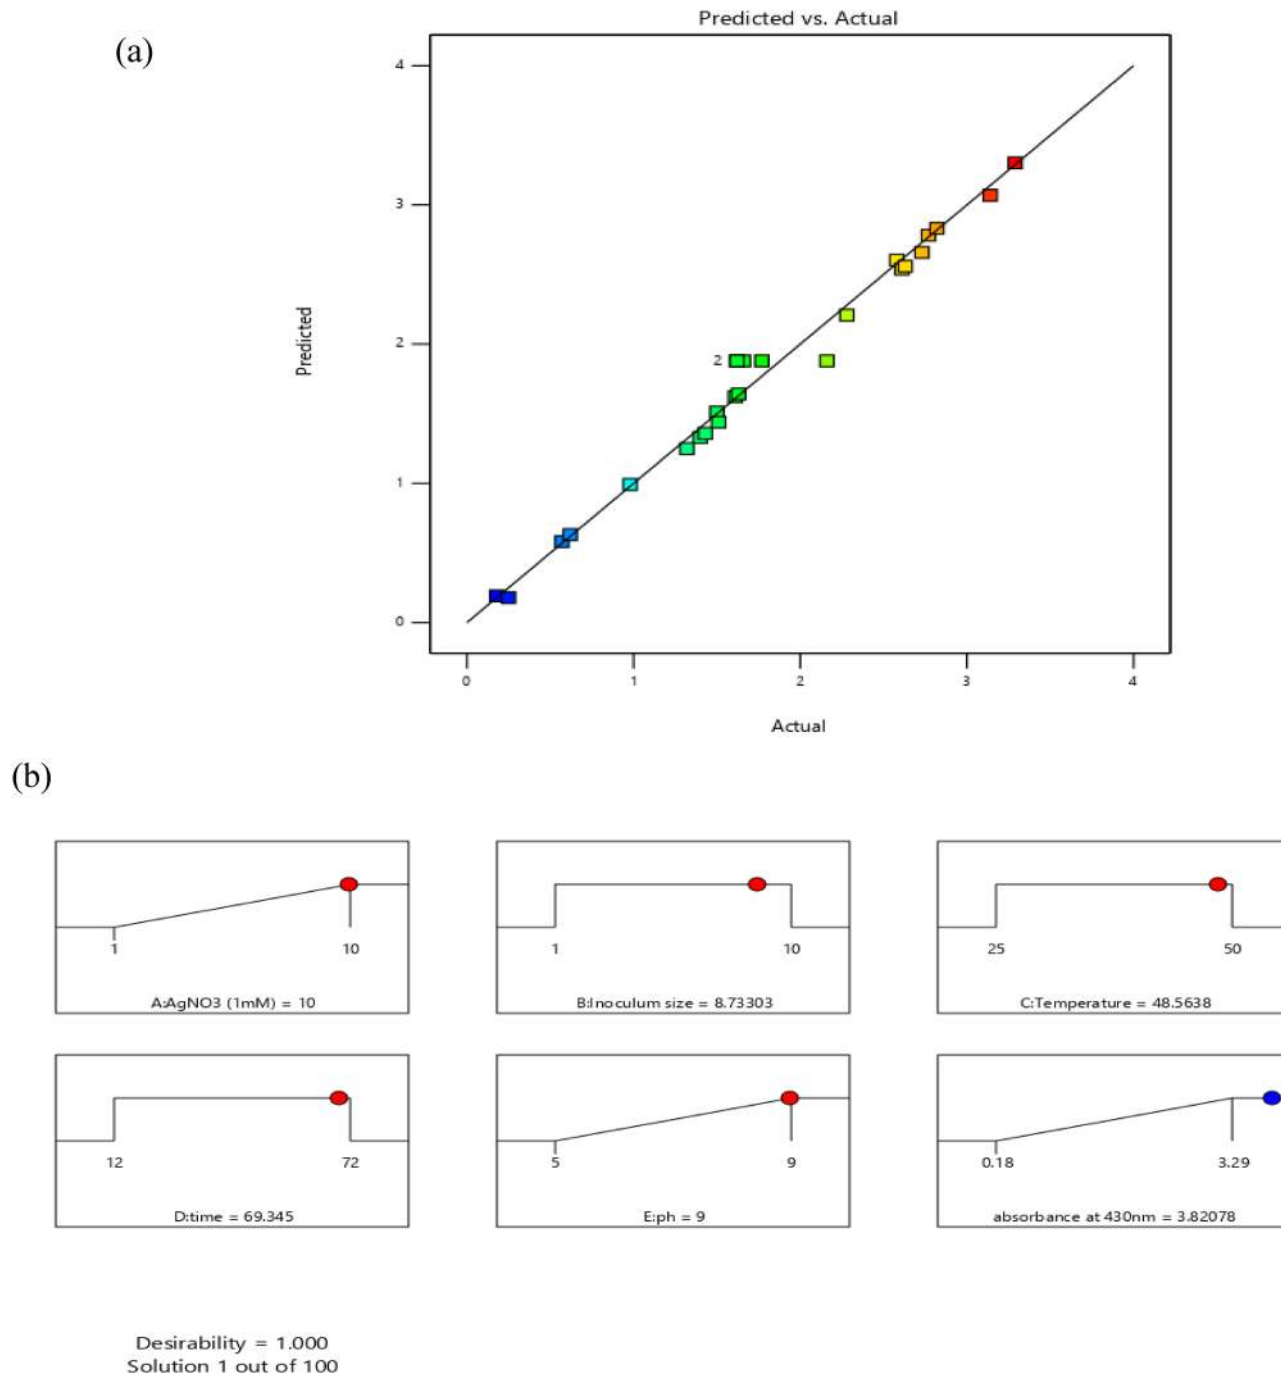 Predicted vs. Actual
(a)
4
3
2
1
0
2
Predicted
0 1 2 3 4
Actual
(b)
1 10
A:AgNO3 (1mM) = 10
1 10
B:Inoculum size = 8.73303
25 50
C:Temperature = 48.5638
12 72
D:time = 69.345
5 9
E:ph = 9
0.18 3.29
absorbance at 430nm = 3.82078
Desirability = 1.000
Solution 1 out of 100